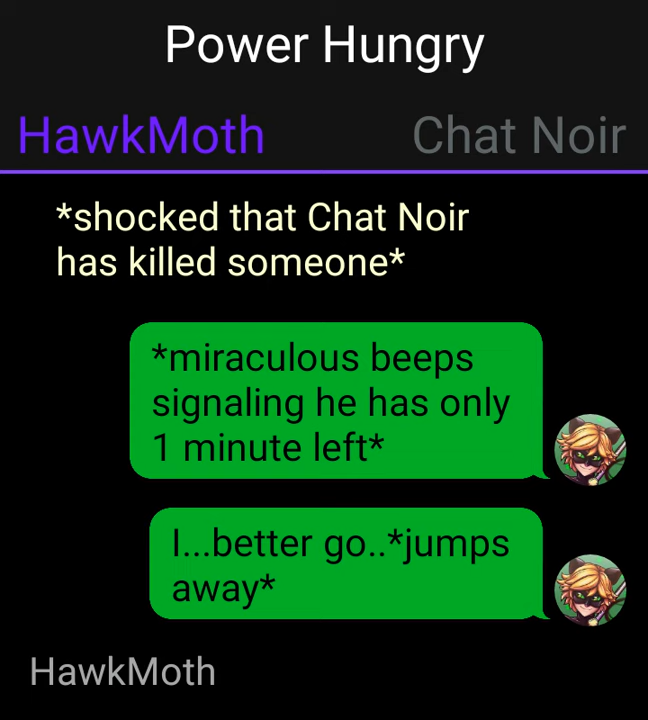 Power Hungry
HawkMoth
Chat Noir
*shocked that Chat Noir
has killed someone*
*miraculous beeps
signaling he has only
1 minute left*
I...better go..*jumps
away*
HawkMoth